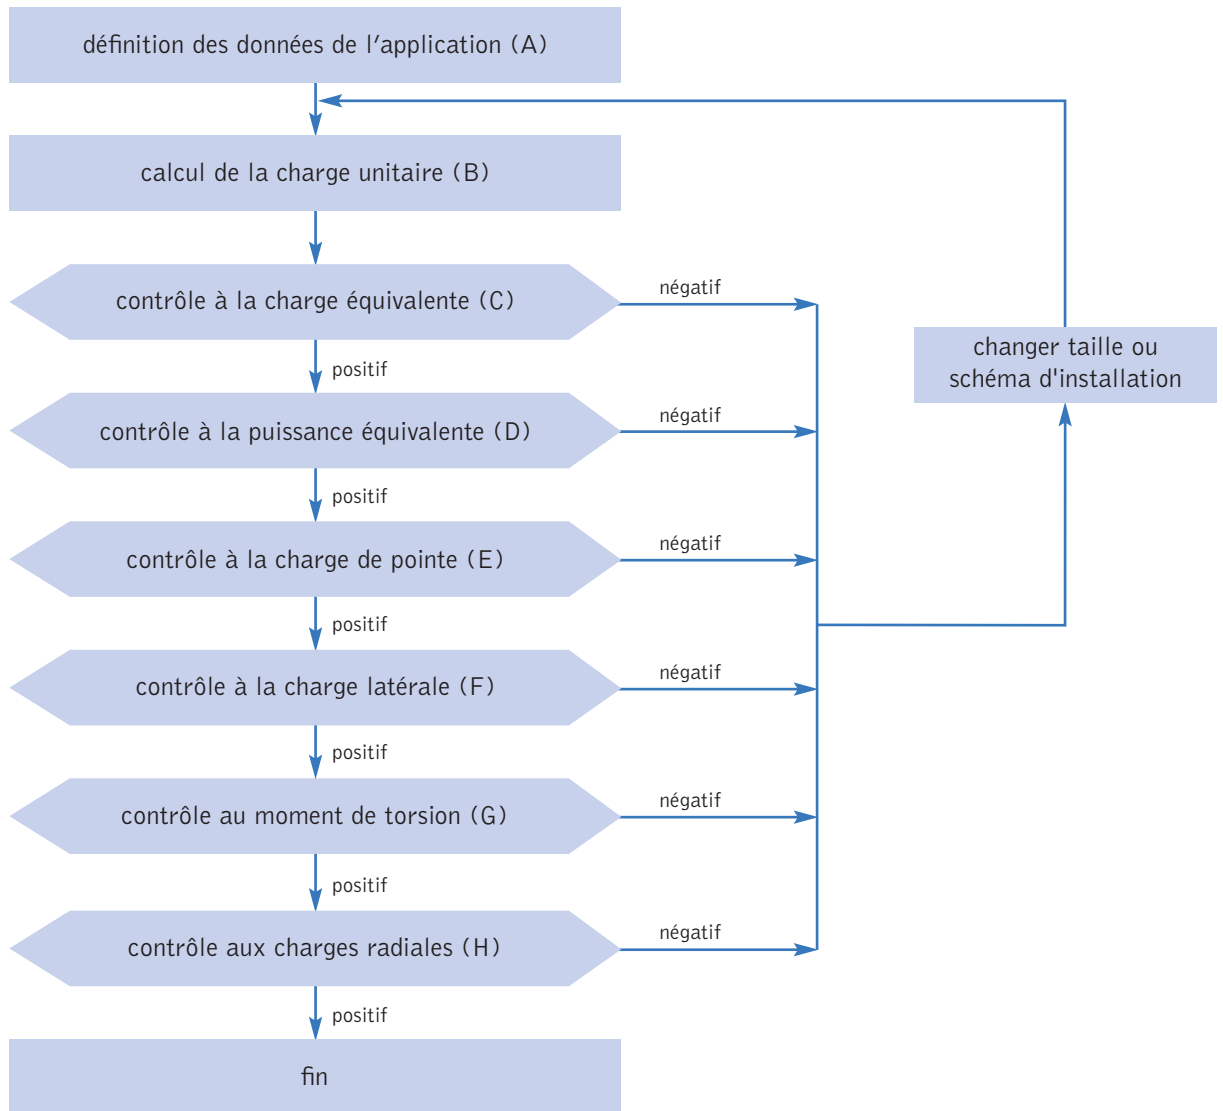 définition des données de l’application (A)
calcul de la charge unitaire (B)
contrôle à la charge équivalente (C)
négatif
changer taille ou
schéma d'installation
positif
contrôle à la puissance équivalente (D)
négatif
positif
contrôle à la charge de pointe (E)
négatif
positif
contrôle à la charge latérale (F)
négatif
positif
contrôle au moment de torsion (G)
négatif
positif
contrôle aux charges radiales (H)
négatif
positif
fin